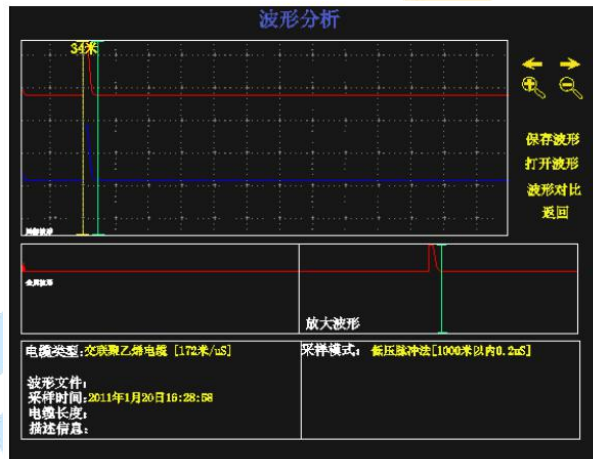 波形分析
34米
保存波形
打开波形
波形对比
返回
全局波形
放大波形
电缆类型:交联聚乙烯电缆 [172米/uS]
采样模式: 低压脉冲法[1000米以内0.2uS]
波形文件:
采样时间:2011年1月20日16:28:58
电缆长度:
描述信息: